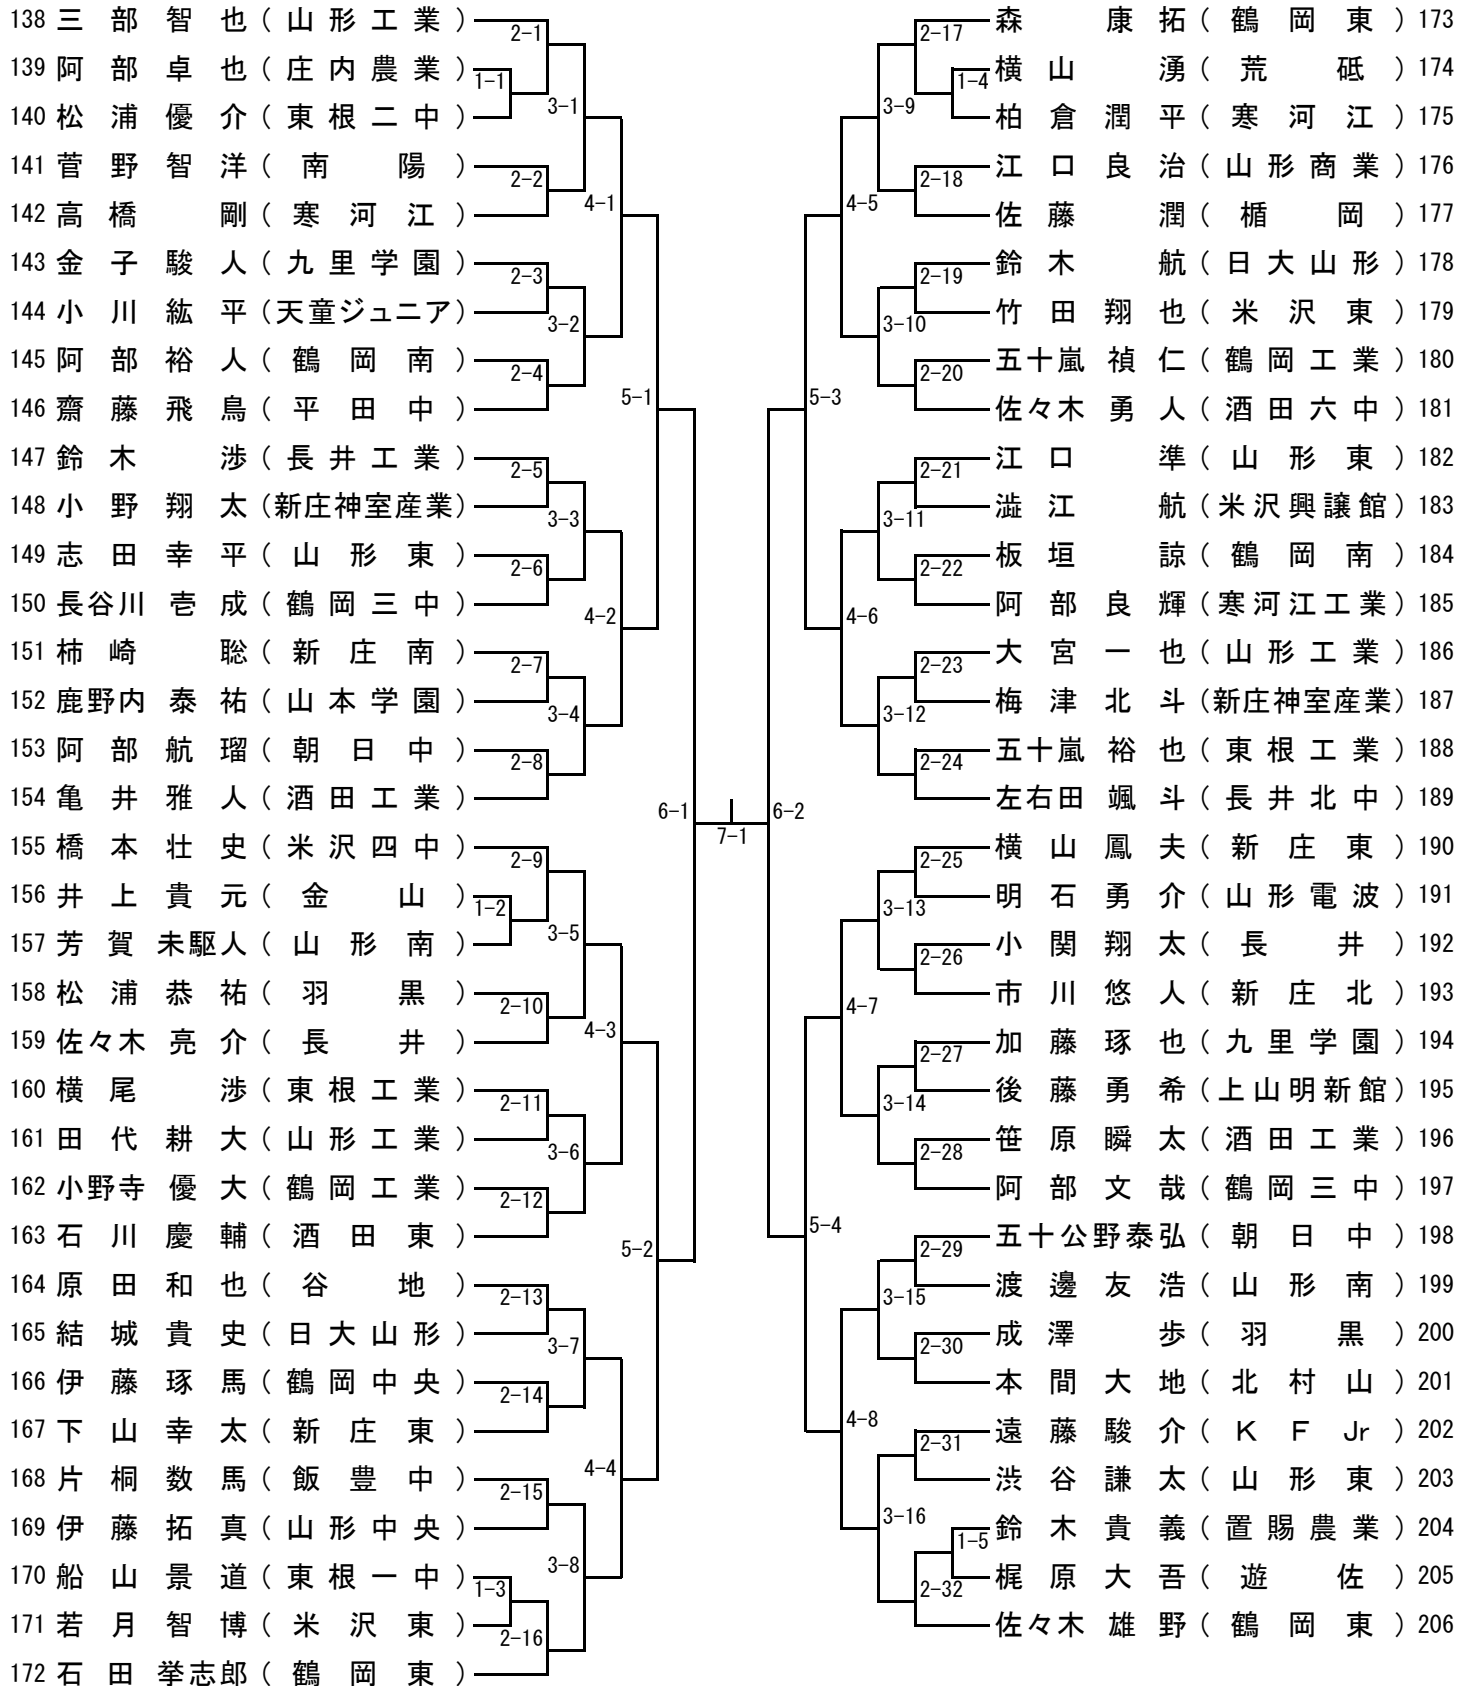 138 三部智也（山形工業）
2-1
139 阿部卓也（庄内農業）
1-1
140 松浦優介（東根二中）
3-1
141 菅野智洋（南陽）
2-2
142 高橋剛（寒河江）
4-1
143 金子駿人（九里学園）
2-3
144 小川紘平（天童ジュニア）
3-2
145 阿部裕人（鶴岡南）
2-4
146 齋藤飛鳥（平田中）
5-1
147 鈴木渉（長井工業）
2-5
148 小野翔太（新庄神室産業）
3-3
149 志田幸平（山形東）
2-6
150 長谷川壱成（鶴岡三中）
4-2
151 柿崎聡（新庄南）
2-7
152 鹿野内泰祐（山本学園）
3-4
153 阿部航瑠（朝日中）
2-8
154 亀井雅人（酒田工業）
6-1
155 橋本壮史（米沢四中）
2-9
156 井上貴元（金山）
1-2
157 芳賀未駆人（山形南）
3-5
158 松浦恭祐（羽黒）
2-10
159 佐々木亮介（長井）
4-3
160 横尾渉（東根工業）
2-11
161 田代耕大（山形工業）
3-6
162 小野寺優大（鶴岡工業）
2-12
163 石川慶輔（酒田東）
5-2
164 原田和也（谷地）
2-13
165 結城貴史（日大山形）
3-7
166 伊藤琢馬（鶴岡中央）
2-14
167 下山幸太（新庄東）
4-4
168 片桐数馬（飯豊中）
2-15
169 伊藤拓真（山形中央）
3-8
170 船山景道（東根一中）
1-3
171 若月智博（米沢東）
2-16
172 石田挙志郎（鶴岡東）
7-1
森康拓（鶴岡東）173
2-17
横山湧（荒砥）174
1-4
柏倉潤平（寒河江）175
3-9
江口良治（山形商業）176
2-18
佐藤潤（楯岡）177
4-5
鈴木航（日大山形）178
2-19
竹田翔也（米沢東）179
3-10
五十嵐禎仁（鶴岡工業）180
2-20
佐々木勇人（酒田六中）181
5-3
江口準（山形東）182
2-21
澁江航（米沢興譲館）183
3-11
板垣諒（鶴岡南）184
2-22
阿部良輝（寒河江工業）185
4-6
大宮一也（山形工業）186
2-23
梅津北斗（新庄神室産業）187
3-12
五十嵐裕也（東根工業）188
2-24
左右田颯斗（長井北中）189
6-2
横山鳳夫（新庄東）190
2-25
明石勇介（山形電波）191
3-13
小関翔太（長井）192
2-26
市川悠人（新庄北）193
4-7
加藤琢也（九里学園）194
2-27
後藤勇希（上山明新館）195
3-14
笹原瞬太（酒田工業）196
2-28
阿部文哉（鶴岡三中）197
5-4
五十公野泰弘（朝日中）198
2-29
渡邊友浩（山形南）199
3-15
成澤歩（羽黒）200
2-30
本間大地（北村山）201
4-8
遠藤駿介（ＫＦJr）202
2-31
渋谷謙太（山形東）203
3-16
鈴木貴義（置賜農業）204
1-5
梶原大吾（遊佐）205
2-32
佐々木雄野（鶴岡東）206